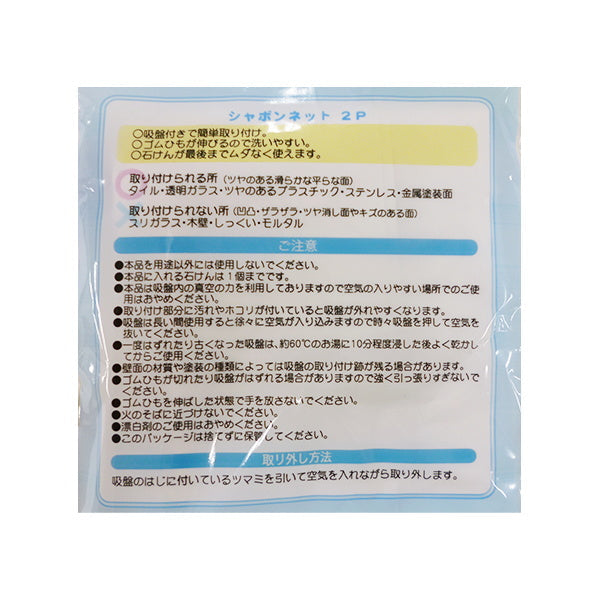 シャボンネット 2P
○吸盤付きで簡単取り付け。
○ゴムひもが伸びるので洗いやすい。
○石けんが最後までムダなく使えます。
取り付けられる所（ツヤのある滑らかな平らな面）
タイル・透明ガラス・ツヤのあるプラスチック・ステンレス・金属塗装面
取り付けられない所（凹凸・ザラザラ・ツヤ消し面やキズのある面）
スリガラス・木壁・しっくい・モルタル
ご注意
●本品を用途以外には使用しないでください。
●本品に入れる石けんは1個までです。
●本品は吸盤内の真空の力を利用しておりますので空気の入りやすい場所でのご使
用はおやめください。
●取り付け部分に汚れやホコリが付いていると吸盤が外れやすくなります。
●吸盤は長い間使用すると徐々に空気が入り込みますので時々吸盤を押して空気を
抜いてください。
●一度はずれたり古くなった吸盤は、約60℃のお湯に10分程度浸した後よく乾かし
てからご使用ください。
●壁面の材質や塗装の種類によっては吸盤の取り付け跡が残る場合があります。
●ゴムひもが切れたり吸盤がはずれる場合がありますので強く引っ張りすぎないで
ください。
●ゴムひもを伸ばした状態で手を放さないでください。
●火のそばに近づけないでください。
●漂白剤のご使用はおやめください。
●このパッケージは捨てずに保管してください。
取り外し方法
吸盤のはじに付いているツマミを引いて空気を入れながら取り外します。